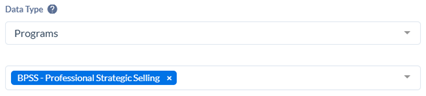 Data Type ?
Programs
BPSS - Professional Strategic Selling ×